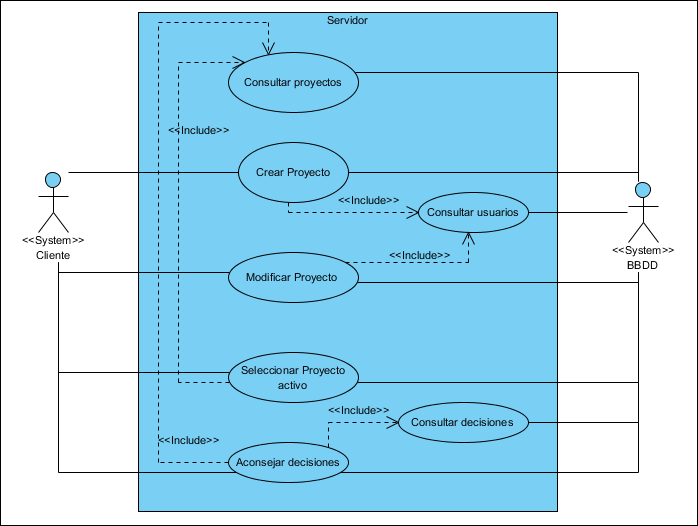 Servidor
Consultar proyectos
<<Include>>
Crear Proyecto
<<Include>>
Consultar usuarios
<<System>>
Cliente
<<System>>
BBDD
<<Include>>
Modificar Proyecto
Seleccionar Proyecto
activo
<<Include>>
Consultar decisiones
<<Include>>
Aconsejar decisiones